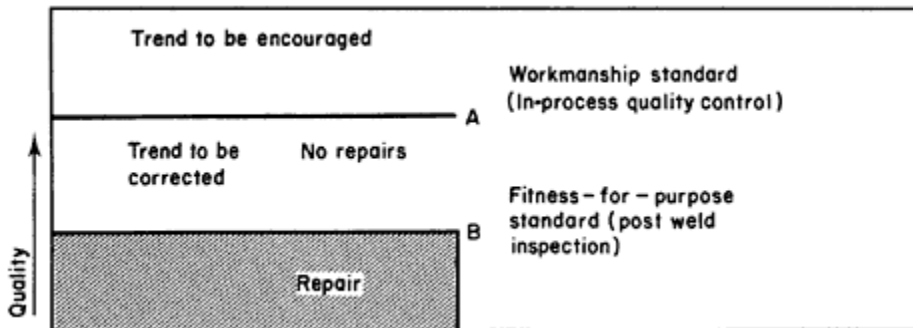 Trend to be encouraged
Workmanship standard
(In-process quality control)
A
Trend to be
corrected
No repairs
Fitness-for-purpose
standard (post weld
inspection)
B
Repair
Quality